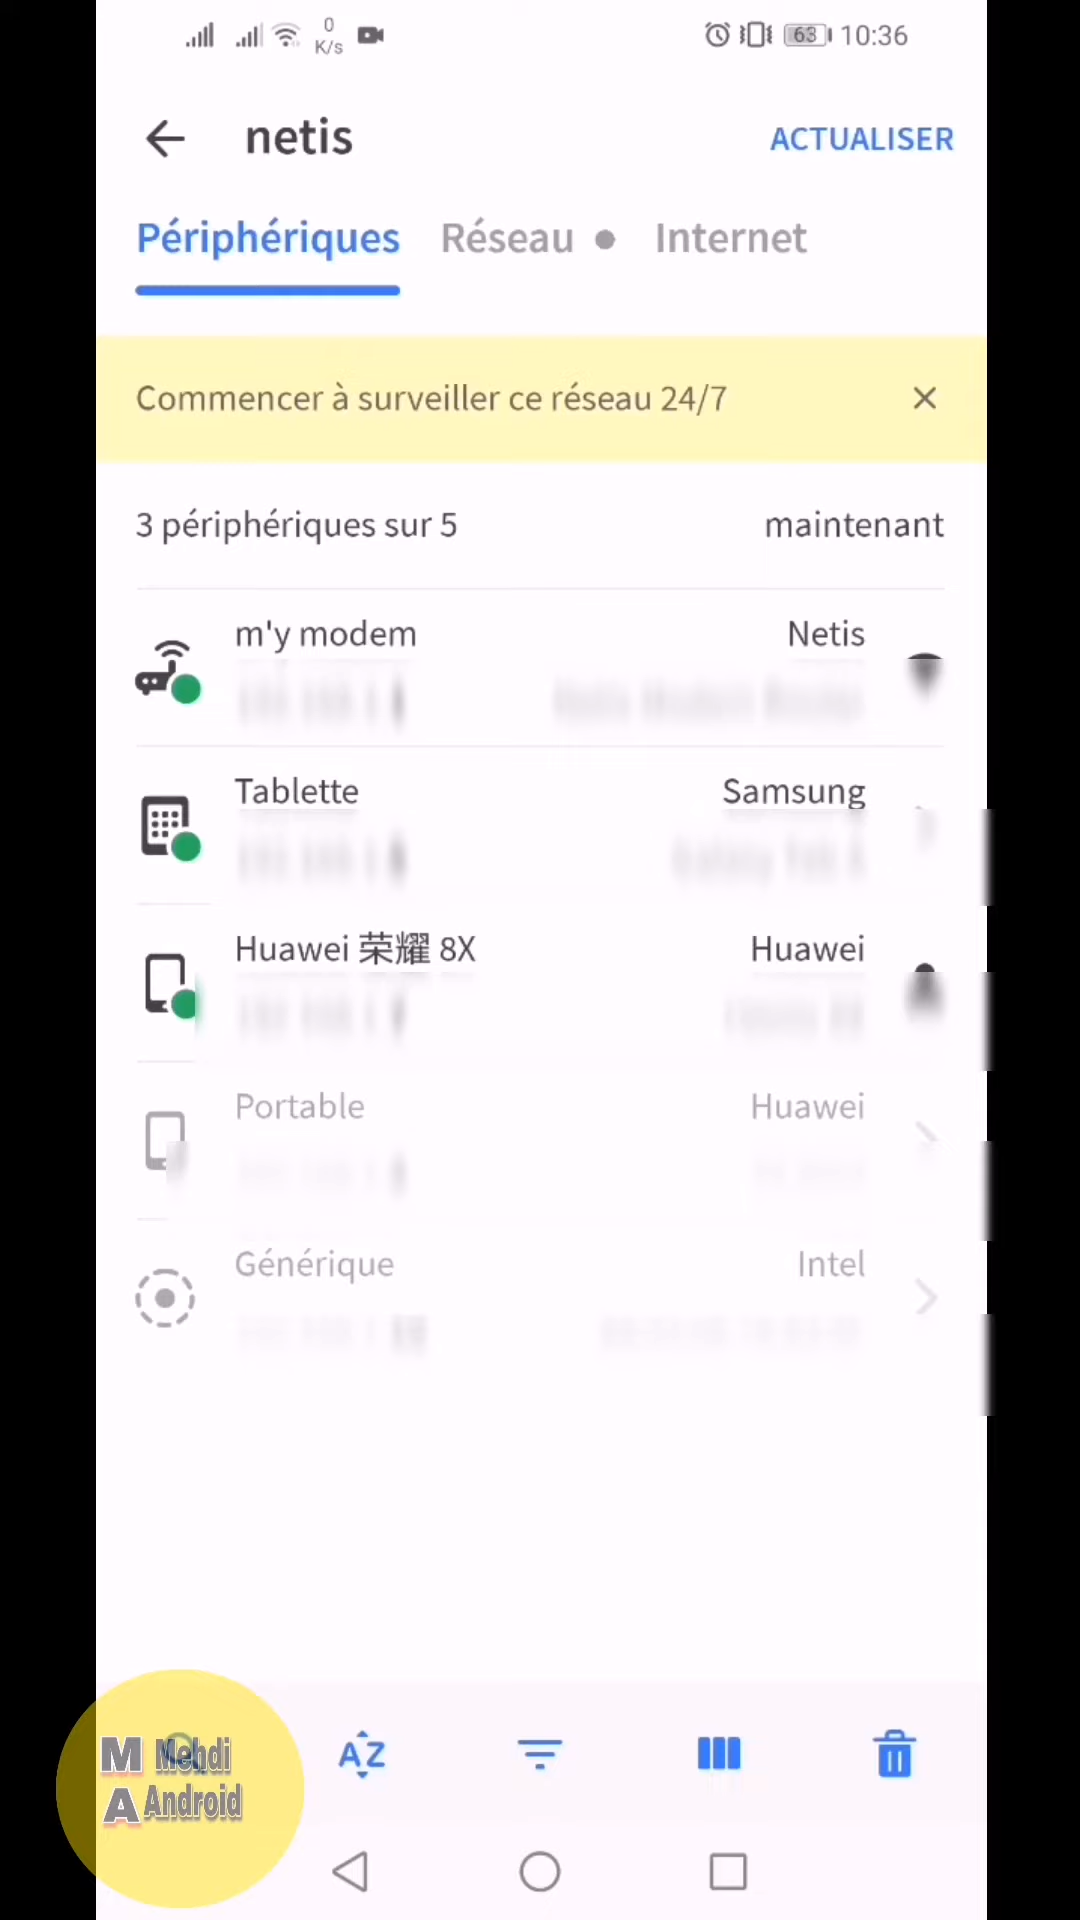 0
K/s
63
10:36
netis
ACTUALISER
Périphériques
Réseau
Internet
Commencer à surveiller ce réseau 24/7
3 périphériques sur 5
maintenant
m'y modem
Netis
Tablette
Samsung
Huawei 荣耀 8X
Huawei
Portable
Huawei
Générique
Intel
M Mehdi
A Android
AZ